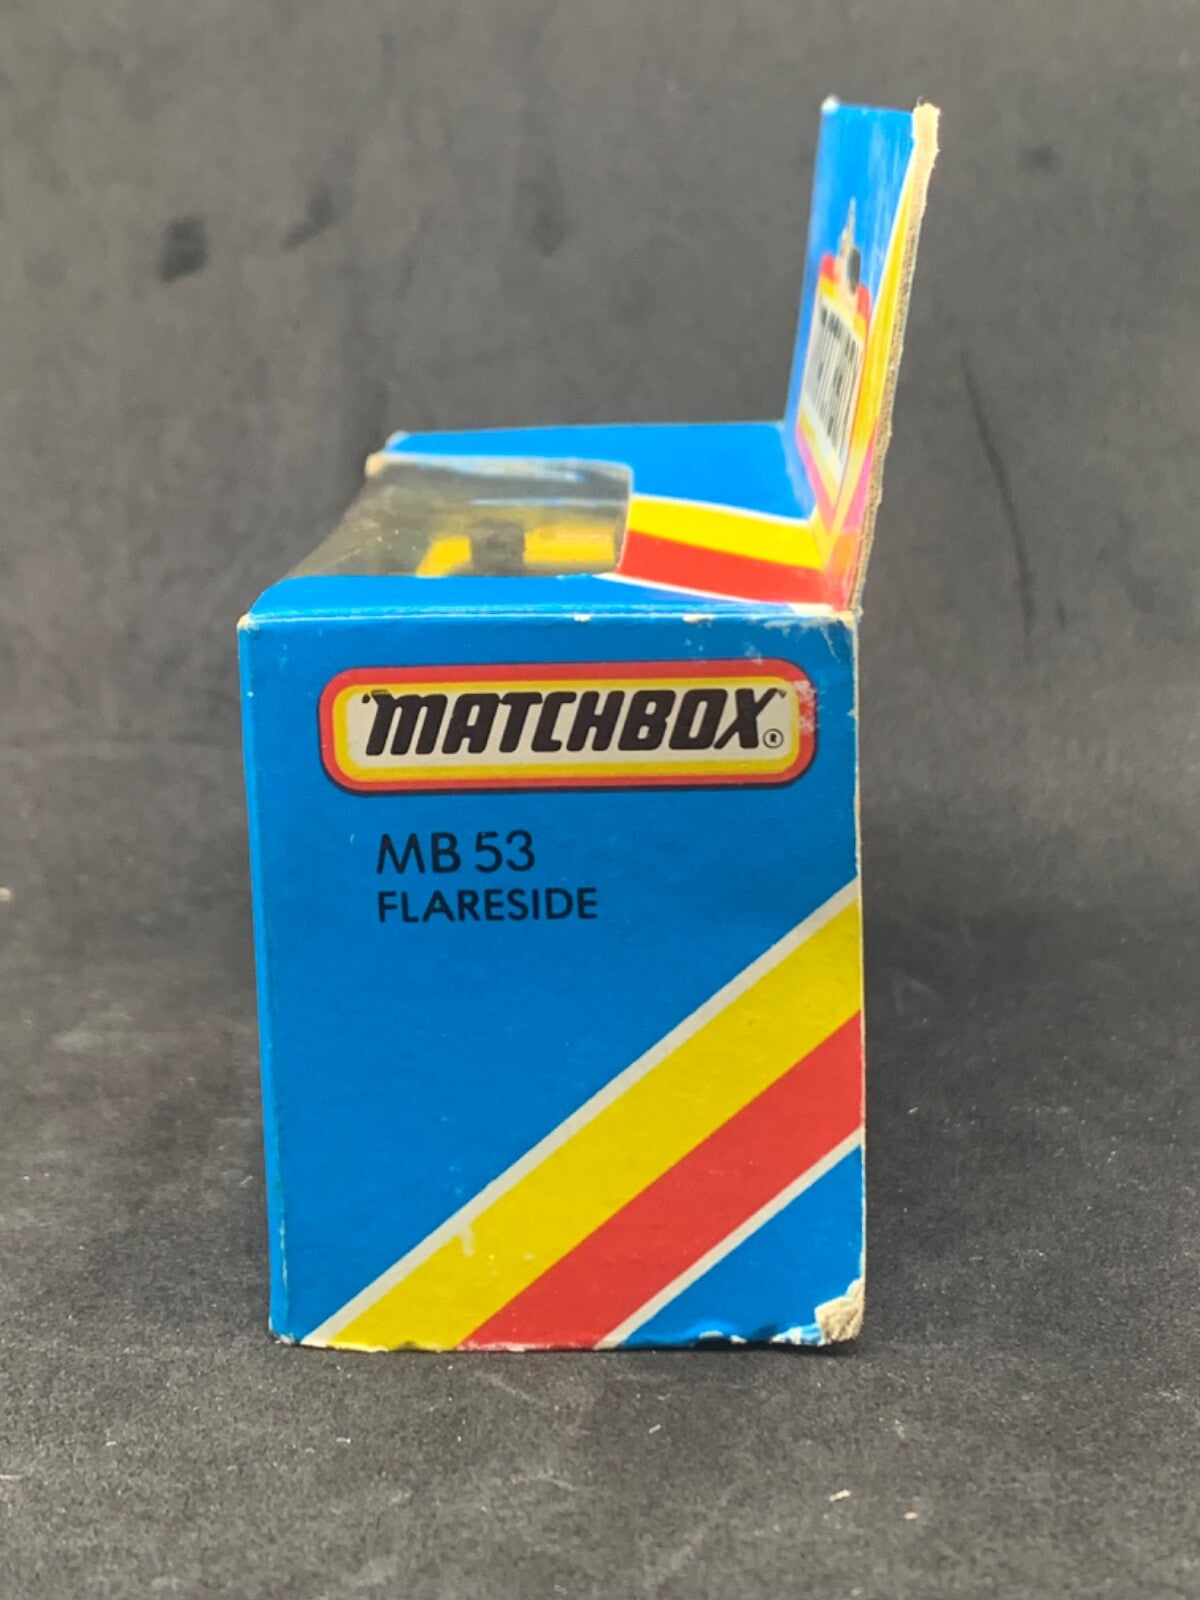 'MATCHBOX'®
MB 53
FLARESIDE